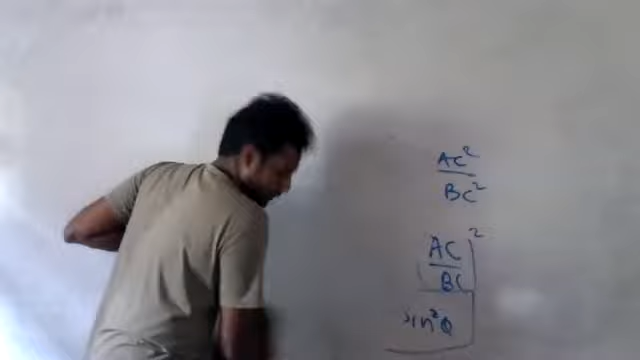 AC²
BC²
AC ²
BC
sin²θ